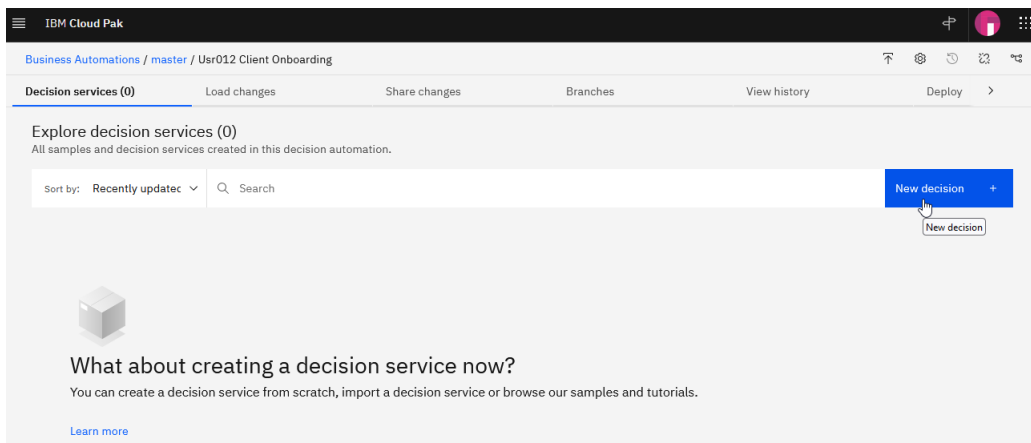 IBM Cloud Pak
Business Automations / master / Usr012 Client Onboarding
Decision services (0) Load changes Share changes Branches View history Deploy
Explore decision services (0)
All samples and decision services created in this decision automation.
Sort by: Recently updated Search New decision +
New decision
What about creating a decision service now?
You can create a decision service from scratch, import a decision service or browse our samples and tutorials.
Learn more